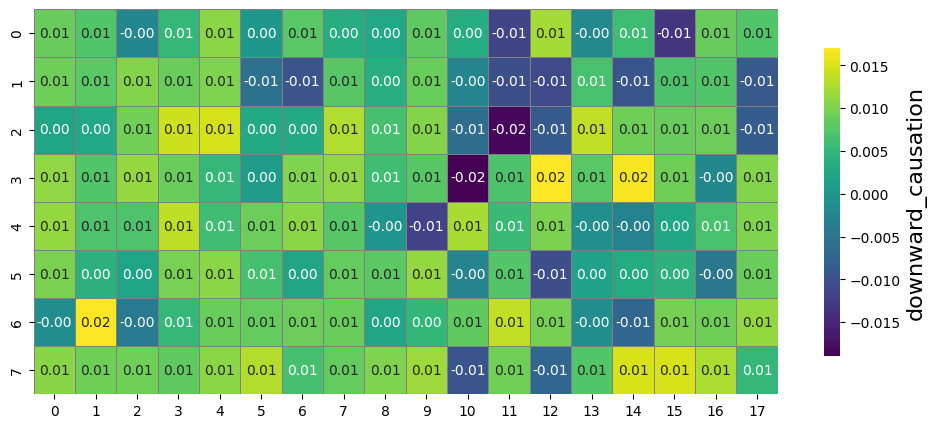 0 0.01 0.01 -0.00 0.01 0.01 0.00 0.01 0.00 0.00 0.01 0.00 -0.01 0.01 -0.00 0.01 -0.01 0.01 0.01
1 0.01 0.01 0.01 0.01 0.01 -0.01 -0.01 0.01 0.00 0.01 -0.00 -0.01 -0.01 0.01 -0.01 0.01 0.01 -0.01
2 0.00 0.00 0.01 0.01 0.01 0.00 0.00 0.01 0.01 0.01 -0.01 -0.02 -0.01 0.01 0.01 0.01 0.01 -0.01
3 0.01 0.01 0.01 0.01 0.01 0.00 0.01 0.01 0.01 0.01 -0.02 0.01 0.02 0.01 0.02 0.01 -0.00 0.01
4 0.01 0.01 0.01 0.01 0.01 0.01 0.01 0.01 -0.00 -0.01 0.01 0.01 0.01 -0.00 -0.00 0.00 0.01 0.01
5 0.01 0.00 0.00 0.01 0.01 0.01 0.00 0.01 0.01 0.01 -0.00 0.01 -0.01 0.00 0.00 0.00 -0.00 0.01
6 -0.00 0.02 -0.00 0.01 0.01 0.01 0.01 0.01 0.00 0.00 0.01 0.01 0.01 -0.00 -0.01 0.01 0.01 0.01
7 0.01 0.01 0.01 0.01 0.01 0.01 0.01 0.01 0.01 0.01 -0.01 0.01 -0.01 0.01 0.01 0.01 0.01 0.01
0 1 2 3 4 5 6 7 8 9 10 11 12 13 14 15 16 17
0.015
0.010
0.005
0.000
−0.005
−0.010
−0.015
downward_causation